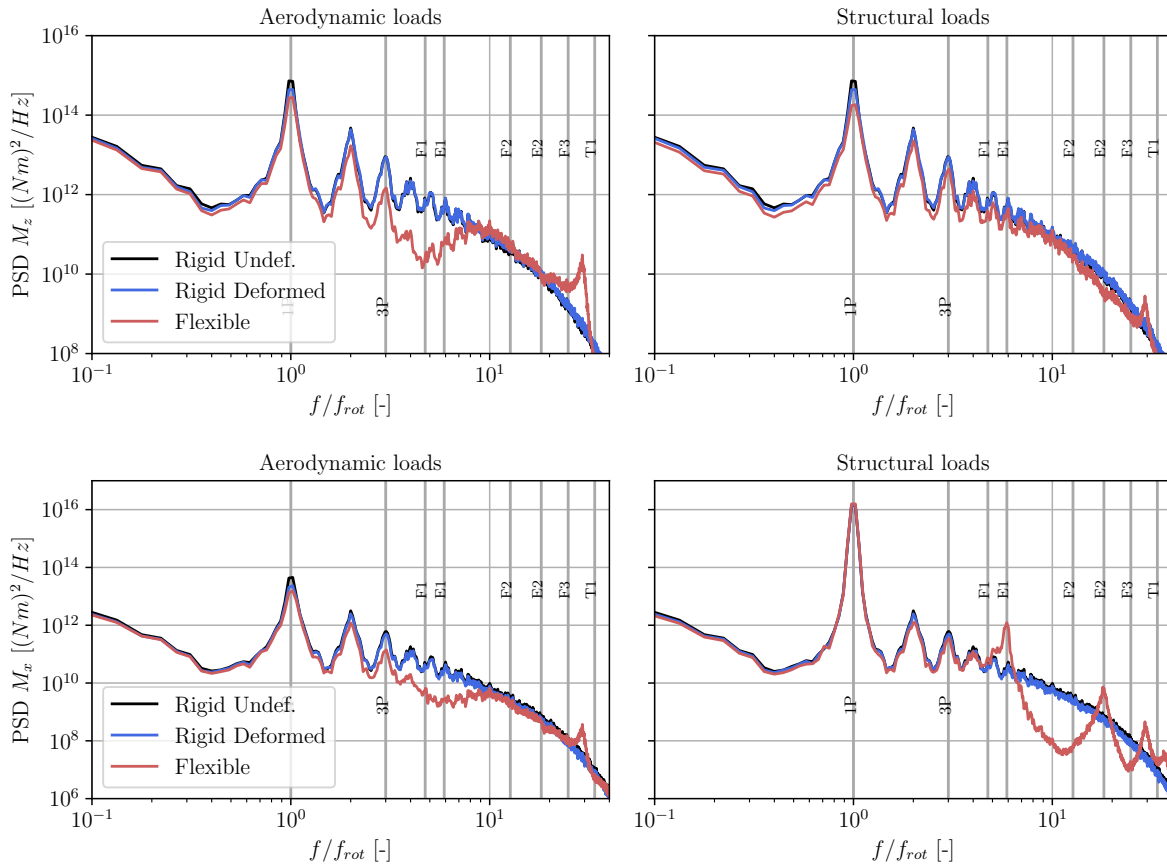 Aerodynamic loads
PSD M_z [(Nm)^2/Hz]
10^16
10^14
10^12
10^10
10^8
F1
E1
F2
E2
F3
T1
1P
3P
Rigid Undef.
Rigid Deformed
Flexible
10^-1
10^0
10^1
f/f_rot [-]
Structural loads
F1
E1
F2
E2
F3
T1
1P
3P
10^-1
10^0
10^1
f/f_rot [-]
Aerodynamic loads
PSD M_x [(Nm)^2/Hz]
10^16
10^14
10^12
10^10
10^8
10^6
F1
E1
F2
E2
F3
T1
3P
Rigid Undef.
Rigid Deformed
Flexible
10^-1
10^0
10^1
f/f_rot [-]
Structural loads
F1
E1
F2
E2
F3
T1
1P
3P
10^-1
10^0
10^1
f/f_rot [-]